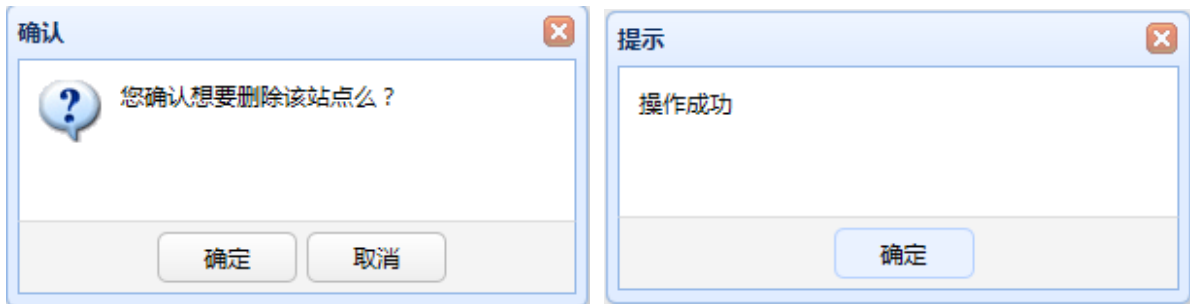 确认
您确认想要删除该站点么？
确定
取消
提示
操作成功
确定